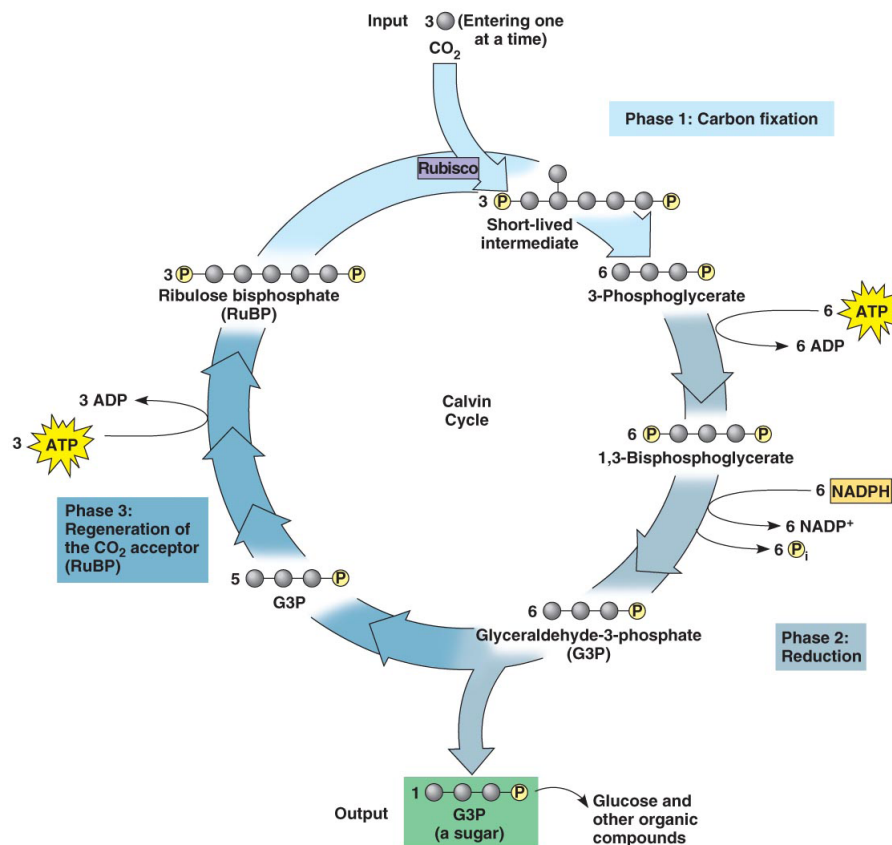 Input 3 (Entering one
at a time)
CO₂
Phase 1: Carbon fixation
Rubisco
3 P P
Short-lived
intermediate
3 P P
Ribulose bisphosphate
(RuBP)
6 P
3-Phosphoglycerate
6 ATP
6 ADP
3 ADP
3 ATP
Calvin
Cycle
6 P P
1,3-Bisphosphoglycerate
6 NADPH
6 NADP⁺
6 Pᵢ
Phase 3:
Regeneration of
the CO₂ acceptor
(RuBP)
5 P
G3P
6 P
Glyceraldehyde-3-phosphate
(G3P)
Phase 2:
Reduction
Output
1 P
G3P
(a sugar)
Glucose and
other organic
compounds